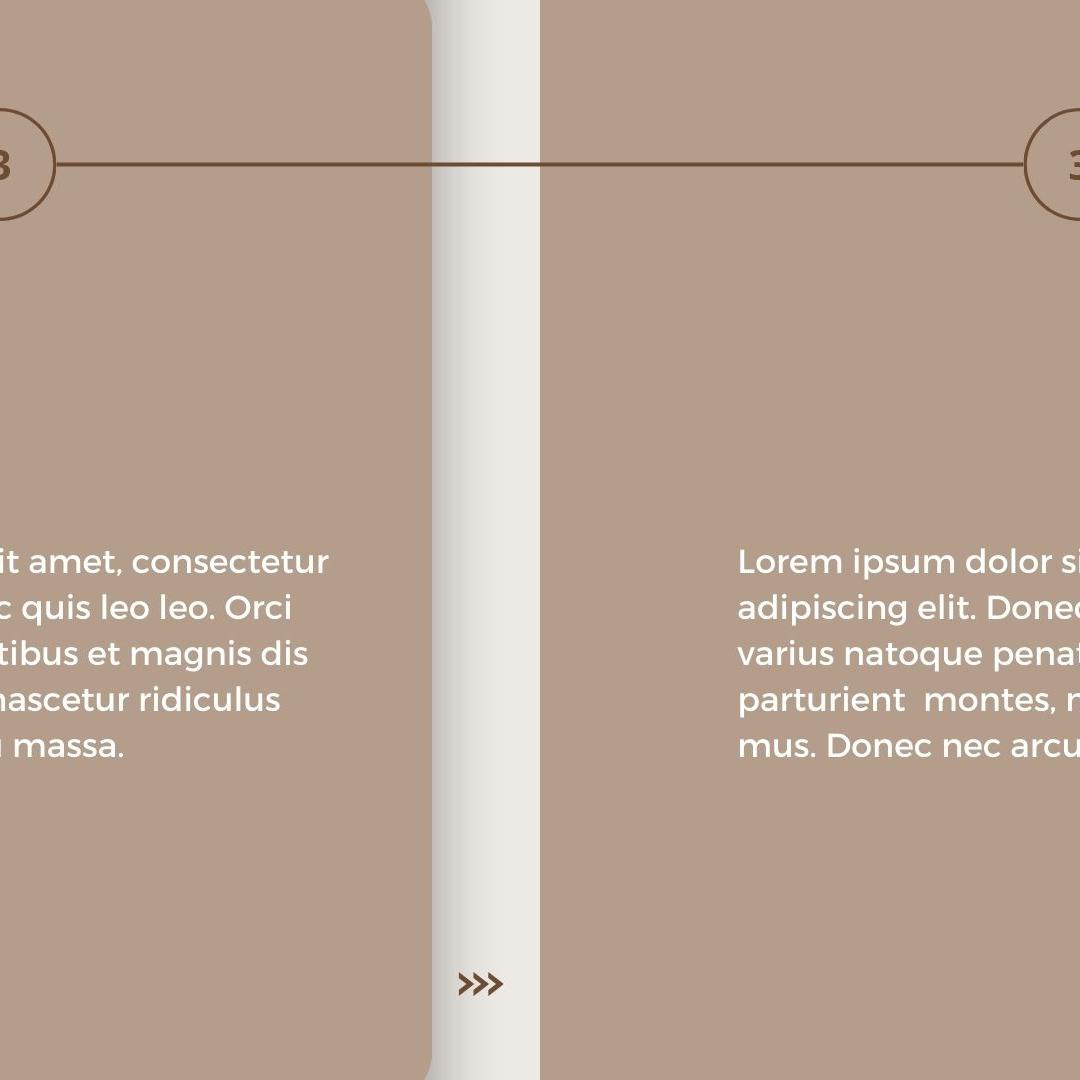 3
3
it amet, consectetur
quis leo leo. Orci
tibus et magnis dis
nascetur ridiculus
massa.
Lorem ipsum dolor si
adipiscing elit. Donec
varius natoque penat
parturient  montes, n
mus. Donec nec arcu
>>>